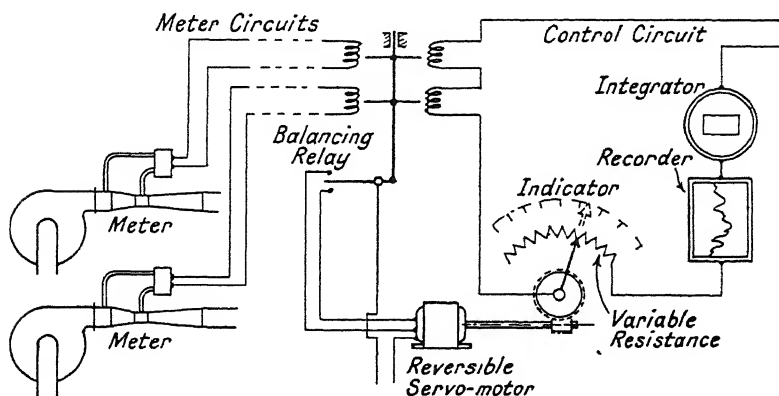 Meter Circuits
Control Circuit
Integrator
Balancing
Relay
Recorder
Indicator
Meter
Meter
Variable
Resistance
Reversible
Servo-motor